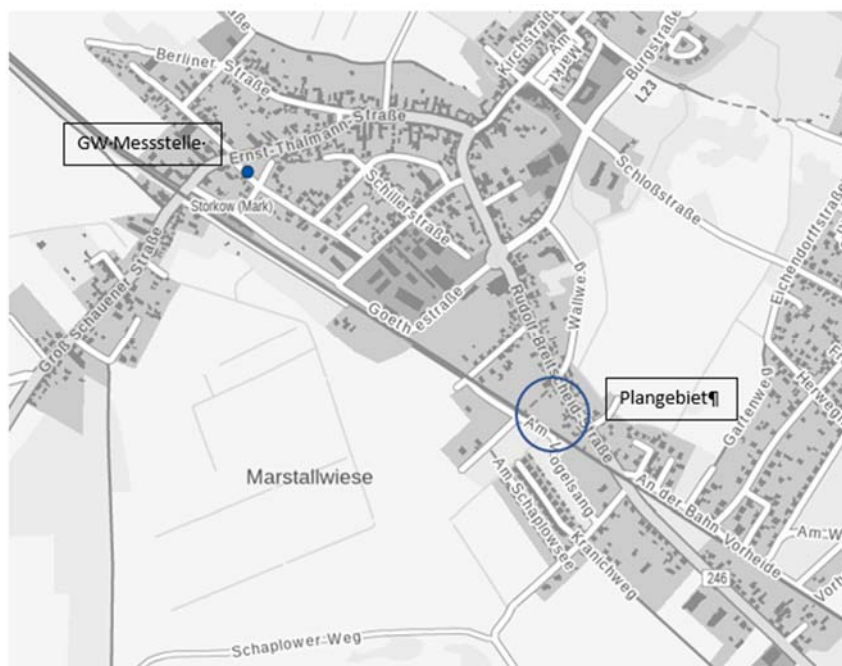 Berliner Straße
Kirchstraße
Am Markt
Burgstraße
L23
GW-Messstelle
Ernst-Thälmann-Straße
Storkow (Mark)
Schillerstraße
Schloßstraße
Groß Schauener Straße
Goethestraße
Rudolf-Breitscheid-Straße
Wallweg
Eichendorffstraße
Gartenweg
Herweg
Plangebiet¶
Marstallwiese
Am Vogelsang
Am Schaplowsee
Kranichweg
An der Bahn
Vorheide
Am W
Vorh
246
Schaplower Weg